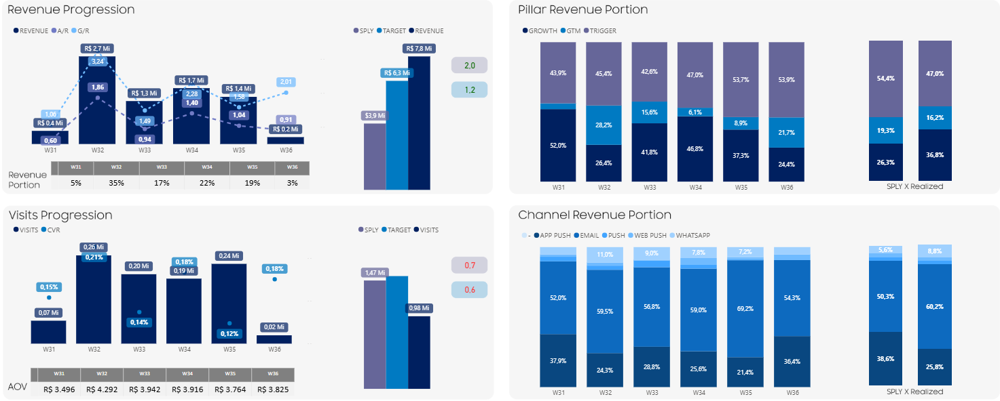 Revenue Progression
REVENUE A/R G/R
SPLY TARGET REVENUE
R$ 2,7 Mi
3,24
1,86
R$ 1,3 Mi
1,49
0,94
R$ 1,7 Mi
2,28
1,40
R$ 1,4 Mi
1,58
1,04
2,01
0,91
R$ 0,2 Mi
1,06
R$ 0,4 Mi
0,60
W31 W32 W33 W34 W35 W36
R$ 7,8 Mi
R$ 6,3 Mi
$3,9 Mi
2,0
1,2
Revenue
Portion
W31 W32 W33 W34 W35 W36
5% 35% 17% 22% 19% 3%
Pillar Revenue Portion
GROWTH GTM TRIGGER
43,9% 45,4% 42,6% 47,0% 53,7% 53,9% 54,4% 47,0%
28,2% 15,6% 6,1% 8,9% 21,7% 19,3% 16,2%
52,0% 26,4% 41,8% 46,8% 37,3% 24,4% 26,3% 36,8%
W31 W32 W33 W34 W35 W36
SPLY X Realized
Visits Progression
VISITS CVR
SPLY TARGET VISITS
0,26 Mi
0,21%
0,20 Mi
0,14%
0,18%
0,19 Mi
0,24 Mi
0,12%
0,18%
0,02 Mi
0,15%
0,07 Mi
W31 W32 W33 W34 W35 W36
1,47 Mi
0,98 Mi
0,7
0,6
AOV
W31 W32 W33 W34 W35 W36
R$ 3.496 R$ 4.292 R$ 3.942 R$ 3.916 R$ 3.764 R$ 3.825
Channel Revenue Portion
- APP PUSH EMAIL PUSH WEB PUSH WHATSAPP
11,0% 9,0% 7,8% 7,2% 5,6% 8,8%
52,0% 59,5% 56,8% 59,0% 69,2% 54,3% 50,3% 60,2%
37,9% 24,3% 28,8% 25,6% 21,4% 36,4% 38,6% 25,8%
W31 W32 W33 W34 W35 W36
SPLY X Realized